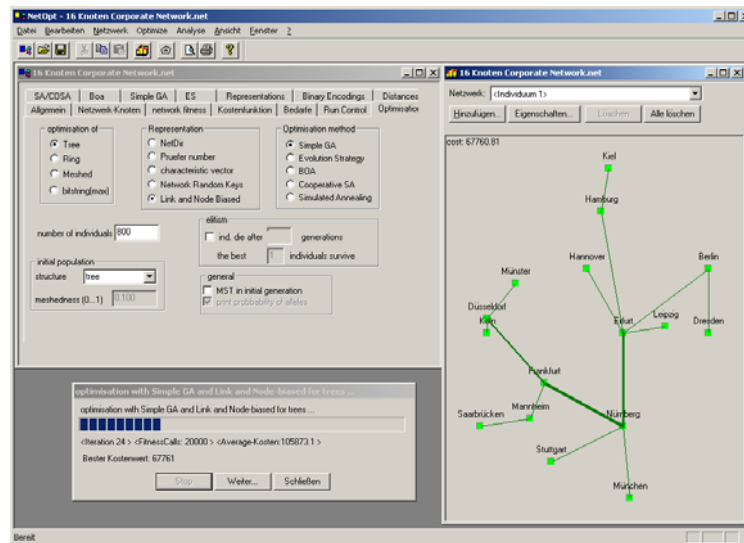 NetOpt - 16 Knoten Corporate Network.net
Datei Bearbeiten Netzwerk Optimize Analyse Ansicht Fenster ?
16 Knoten Corporate Network.net
SA/COSA Boa Simple GA ES Representations Binary Encodings Distances
Allgemein Netzwerk-Knoten network fitness Kostenfunktion Bedarfe Run Control Optimisation
optimisation of
Tree
Ring
Meshed
bitstring(max)
Representation
NetDir
Pruefer number
characteristic vector
Network Random Keys
Link and Node Biased
Optimisation method
Simple GA
Evolution Strategy
BOA
Cooperative SA
Simulated Annealing
number of individuals 800
elitism
ind. die after generations
the best 1 individuals survive
initial population
structure tree
meshedness (0...1) 0.100
general
MST in initial generation
print probbability of alleles
optimisation with Simple GA and Link and Node-biased for trees ...
optimisation with Simple GA and Link and Node-biased for trees ...
<Iteration 24 > <FitnessCalls: 20000 > <Average-Kosten:105873.1 >
Bester Kostenwert: 67761
Stop Weiter... Schließen
16 Knoten Corporate Network.net
Netzwerk: <Individuum 1>
Hinzufügen... Eigenschaften... Löschen Alle löschen
cost: 67760.81
Kiel
Hamburg
Hannover
Berlin
Münster
Düsseldorf
Köln
Erfurt
Leipzig
Dresden
Frankfurt
Saarbrücken
Mannheim
Nürnberg
Stuttgart
München
Bereit